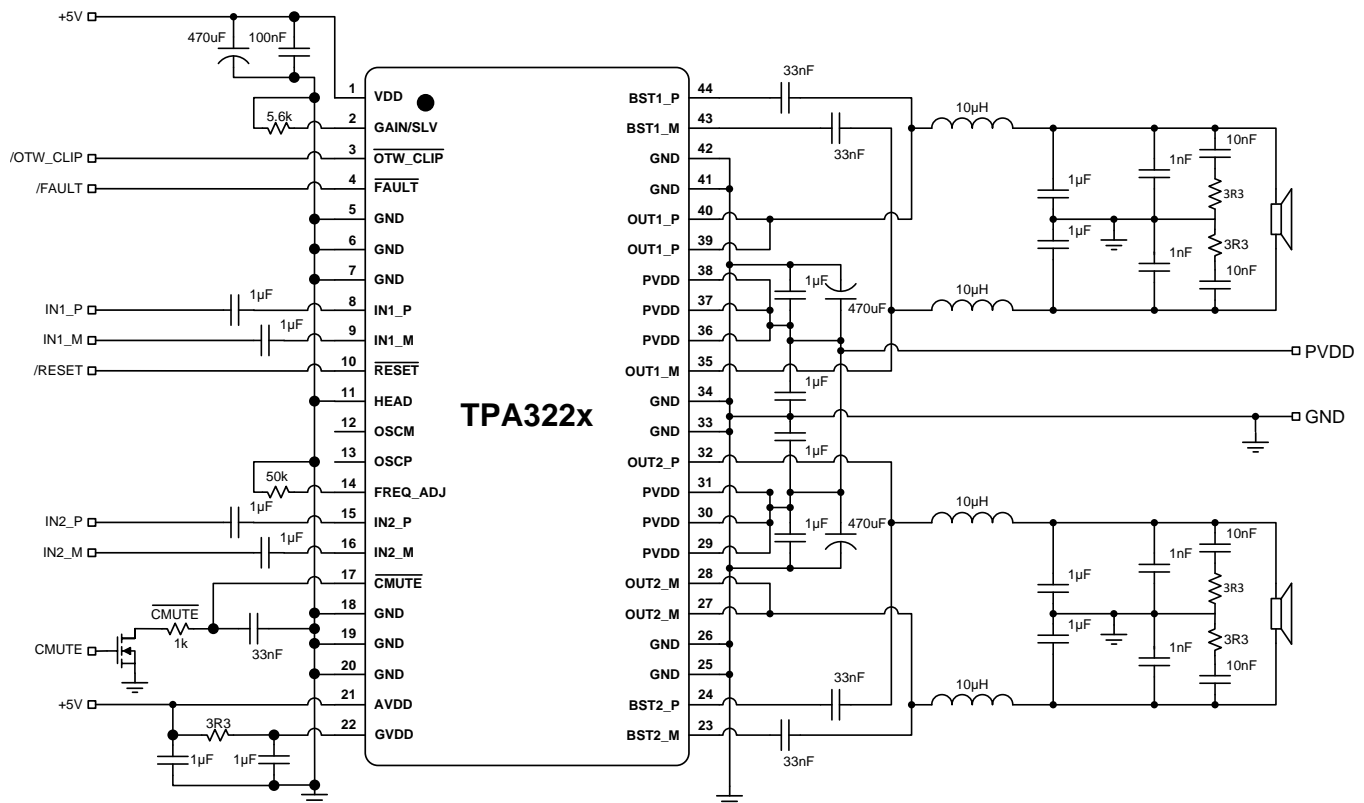 +5V
470uF
100nF
5.6k
/OTW_CLIP
/FAULT
1µF
IN1_P
1µF
IN1_M
/RESET
50k
1µF
IN2_P
1µF
IN2_M
CMUTE
1k
33nF
CMUTE
+5V
3R3
1µF
1µF
TPA322x
1 VDD
2 GAIN/SLV
3 OTW_CLIP
4 FAULT
5 GND
6 GND
7 GND
8 IN1_P
9 IN1_M
10 RESET
11 HEAD
12 OSCM
13 OSCP
14 FREQ_ADJ
15 IN2_P
16 IN2_M
17 CMUTE
18 GND
19 GND
20 GND
21 AVDD
22 GVDD
BST1_P 44
BST1_M 43
GND 42
GND 41
OUT1_P 40
OUT1_P 39
PVDD 38
PVDD 37
PVDD 36
OUT1_M 35
GND 34
GND 33
OUT2_P 32
PVDD 31
PVDD 30
PVDD 29
OUT2_M 28
OUT2_M 27
GND 26
GND 25
BST2_P 24
BST2_M 23
33nF
33nF
10µH
10nF
1nF
1µF
3R3
1µF
3R3
1nF
10nF
10µH
1µF
470uF
PVDD
1µF
GND
1µF
1µF
470uF
10µH
10nF
1nF
1µF
3R3
1µF
3R3
1nF
10nF
10µH
33nF
33nF